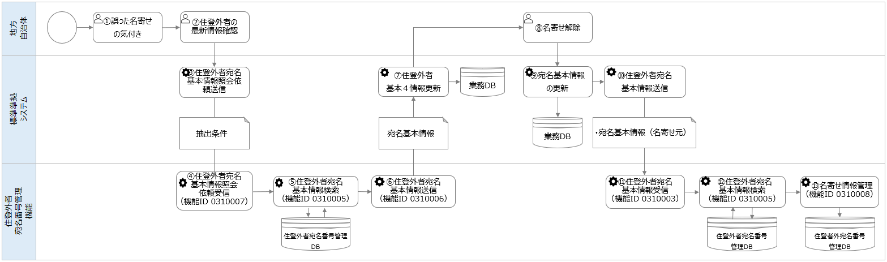 地方
自治体
①誤った名寄せ
の気付き
②住登外者の
最新情報確認
⑧名寄せ解除
標準準拠
システム
③住登外者宛名
基本情報照会依
頼送信
⑦住登外者
基本４情報更新
業務DB
⑨宛名基本情報
の更新
⑩住登外者宛名
基本情報送信
抽出条件
宛名基本情報
業務DB
・宛名基本情報（名寄せ元）
住登外者
宛名番号管理
機能
④住登外者宛名
基本情報照会
依頼受信
（機能ID 0310007）
⑤住登外者宛名
基本情報検索
（機能ID 0310005）
⑥住登外者宛名
基本情報送信
（機能ID 0310006）
⑪住登外者宛名
基本情報受信
（機能ID 0310003）
⑫住登外者宛名
基本情報検索
（機能ID 0310005）
⑬名寄せ情報管理
（機能ID 0310008）
住登外者宛名番号管理
DB
住登外者宛名番号
管理DB
住登者外宛名番号
管理DB